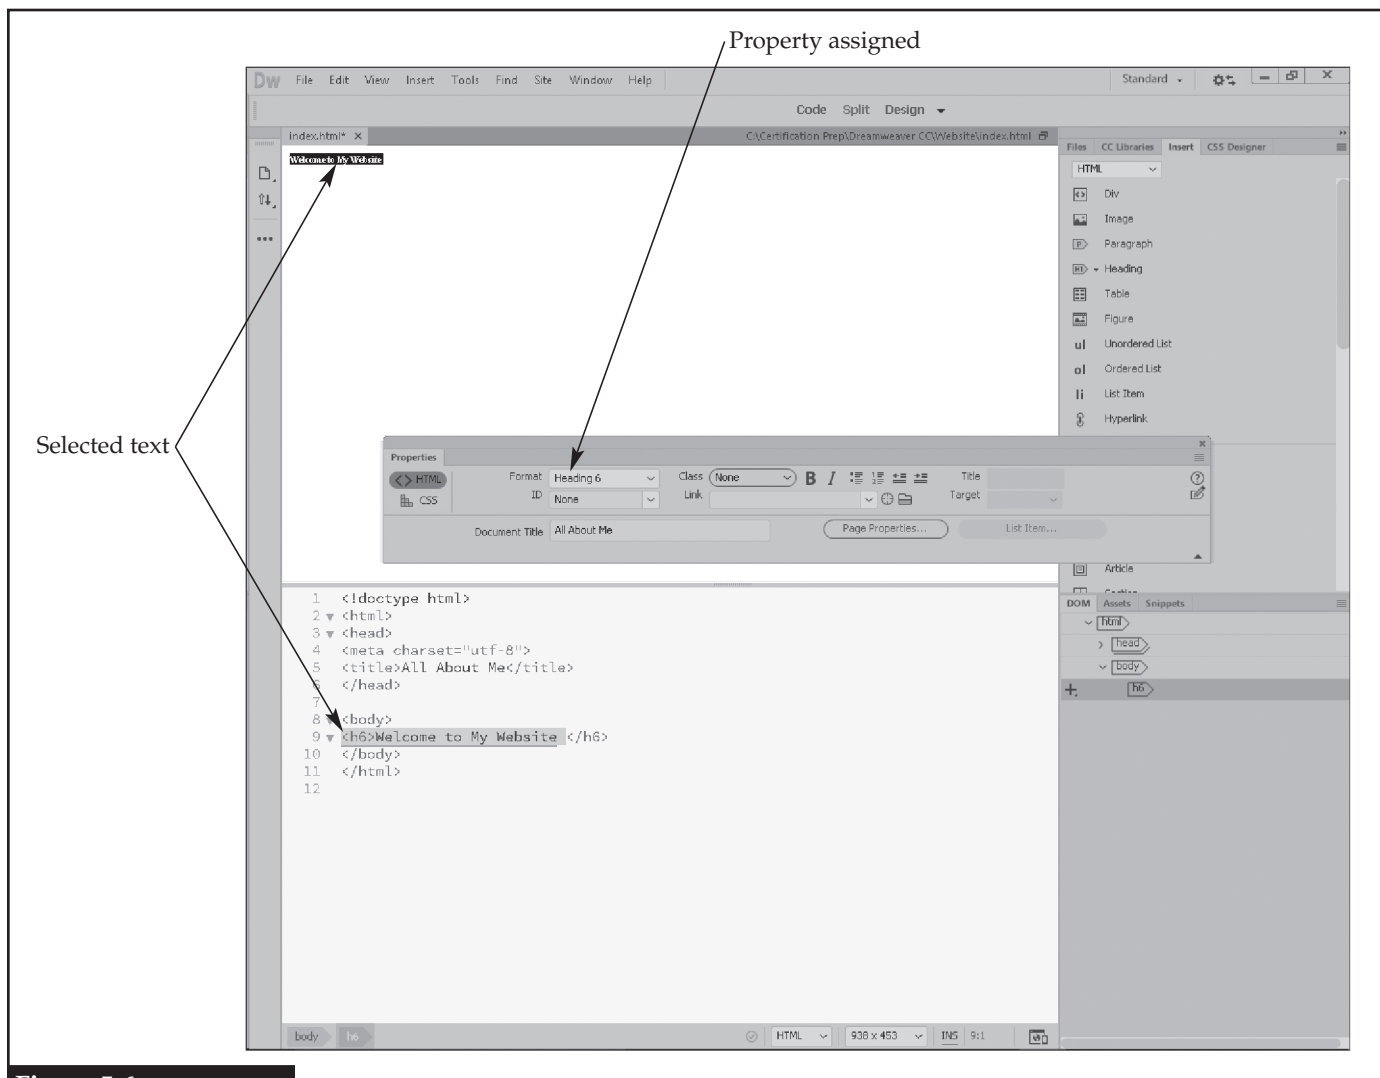 Property assigned
Dw File Edit View Insert Tools Find Site Window Help Standard
Code Split Design
index.html* x C:\Certification Prep\Dreamweaver CC\Website\index.html
Files CC Libraries Insert CSS Designer
Welcome to My Website
HTML
Div
Image
P Paragraph
H1 Heading
Table
Figure
ul Unordered List
ol Ordered List
li List Item
Hyperlink
Selected text
Properties
<> HTML Format Heading 6 Class None B I Title
CSS ID None Link Target
Document Title All About Me Page Properties... List Item...
Article
1 <!doctype html>
2 <html>
3 <head>
4 <meta charset="utf-8">
5 <title>All About Me</title>
6 </head>
7
8 <body>
9 <h6>Welcome to My Website </h6>
10 </body>
11 </html>
12
DOM Assets Snippets
html
head
body
h6
body h6 HTML 938 x 453 INS 9:1